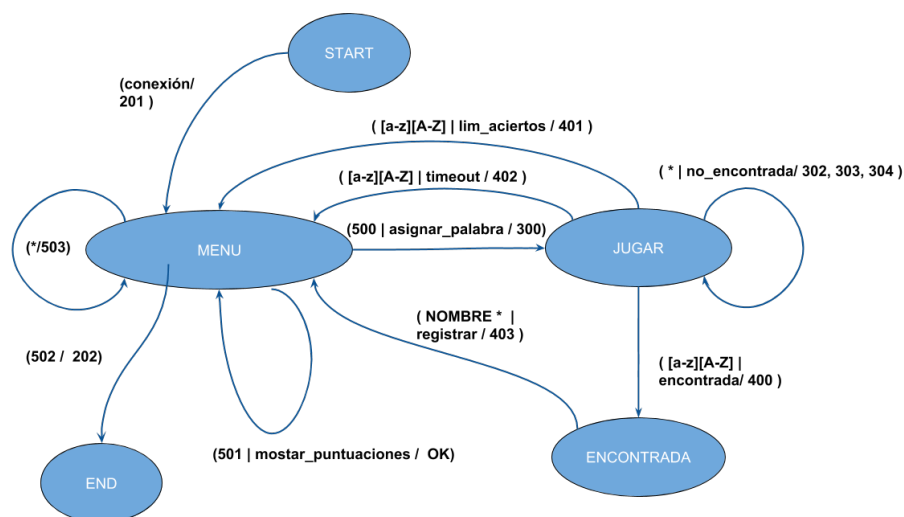 START
(conexión/
201 )
( [a-z][A-Z] | lim_aciertos / 401 )
( * | no_encontrada/ 302, 303, 304 )
( [a-z][A-Z] | timeout / 402 )
(500 | asignar_palabra / 300)
(*/503)
MENU
JUGAR
( NOMBRE * |
registrar / 403 )
(502 / 202)
( [a-z][A-Z] |
encontrada/ 400 )
(501 | mostar_puntuaciones / OK)
ENCONTRADA
END